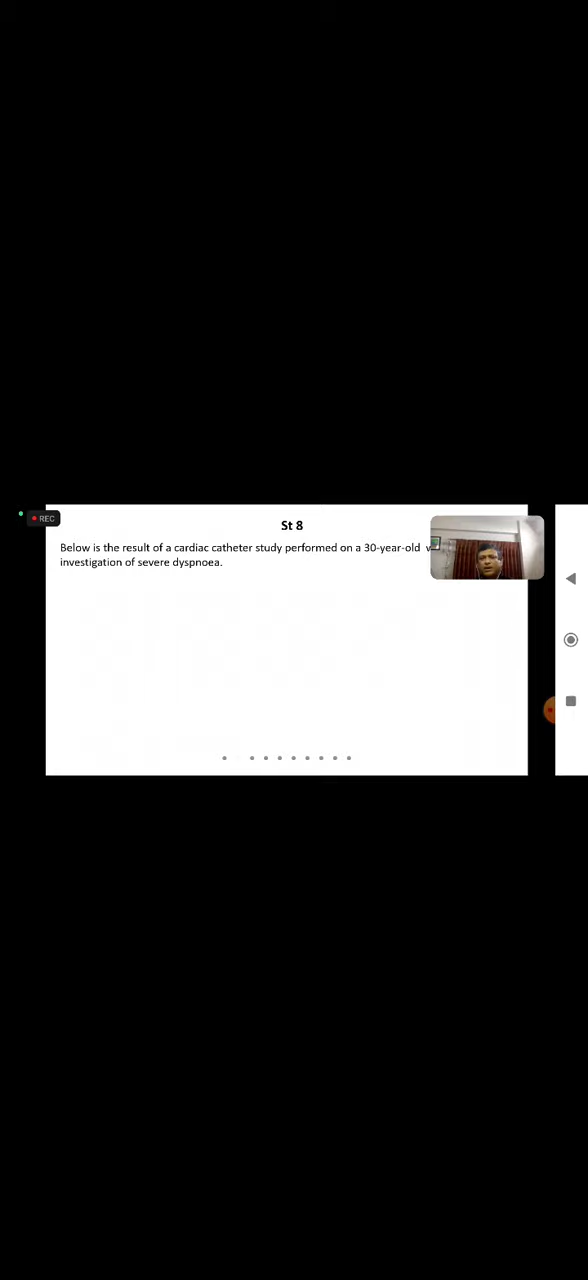 REC
St 8
Below is the result of a cardiac catheter study performed on a 30-year-old
investigation of severe dyspnoea.